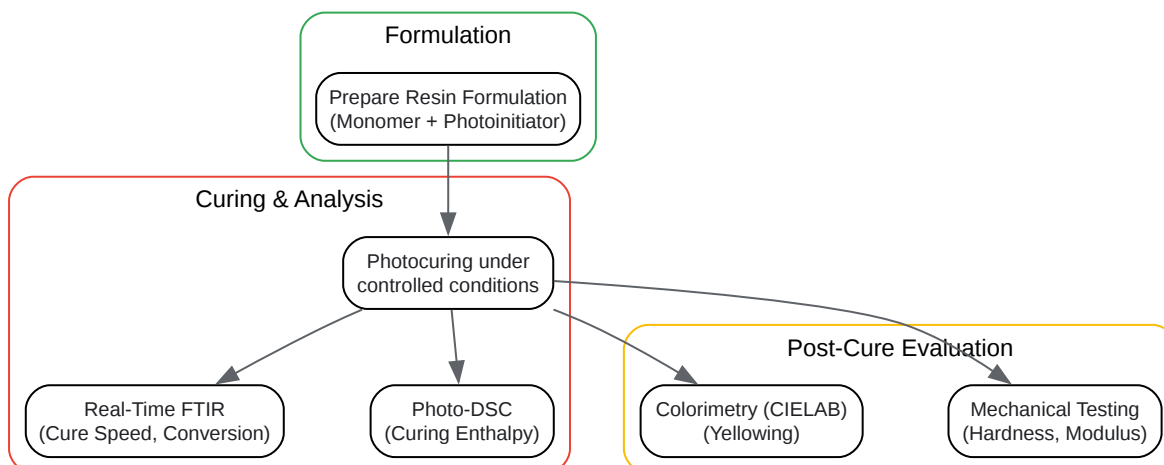 Formulation
Prepare Resin Formulation
(Monomer + Photoinitiator)
Curing & Analysis
Photocuring under
controlled conditions
Post-Cure Evaluation
Real-Time FTIR
(Cure Speed, Conversion)
Photo-DSC
(Curing Enthalpy)
Colorimetry (CIELAB)
(Yellowing)
Mechanical Testing
(Hardness, Modulus)